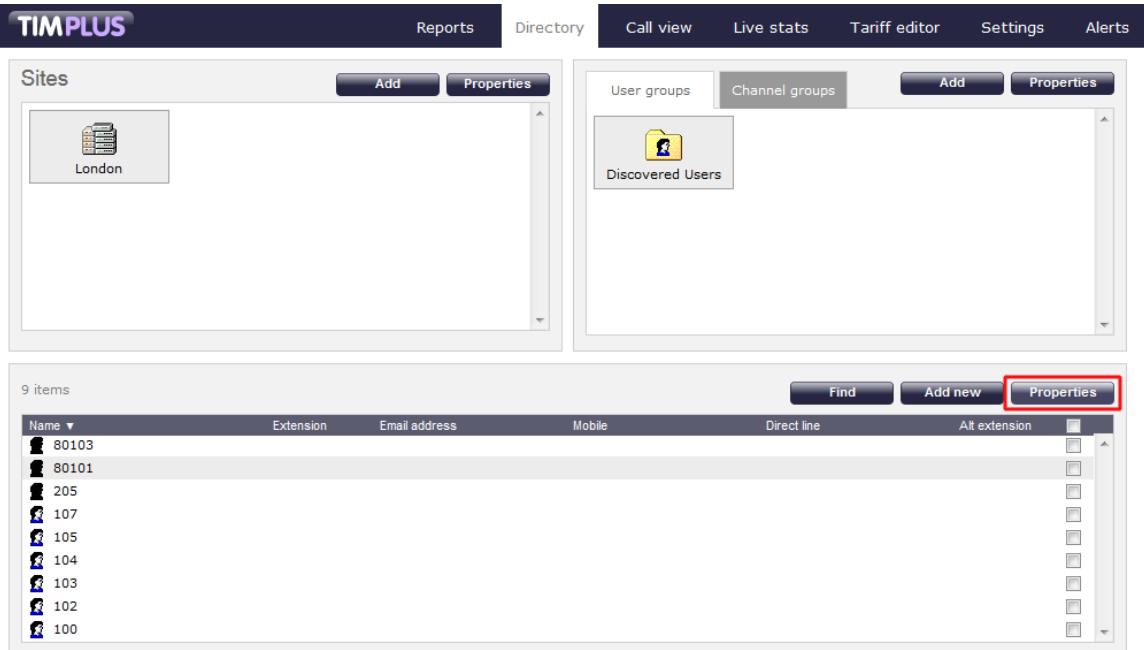 TIMPLUS
Reports Directory Call view Live stats Tariff editor Settings Alerts
Sites Add Properties
London
User groups Channel groups Add Properties
Discovered Users
9 items Find Add new Properties
Name ▼ Extension Email address Mobile Direct line Alt extension
80103
80101
205
107
105
104
103
102
100